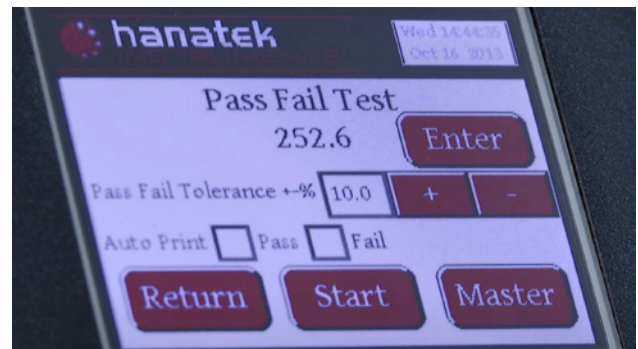 hanatek
INSTRUMENTS
Wed 14:44:35
Oct 16 2013
Pass Fail Test
252.6
Enter
Pass Fail Tolerance +-% 10.0 + -
Auto Print Pass Fail
Return Start Master